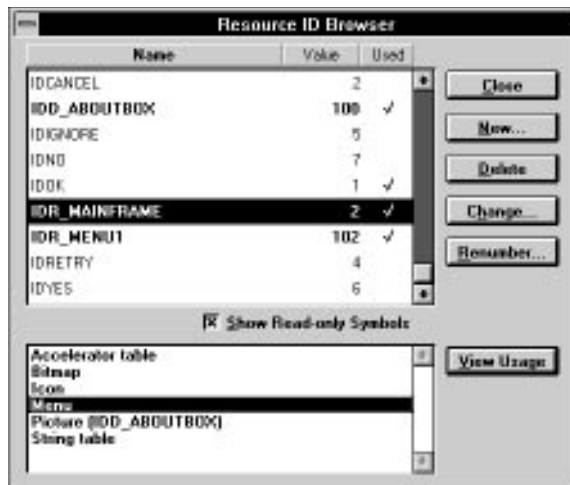 Resource ID Browser
Name Value Used
IDCANCEL 2
IDD_ABOUTBOX 100 ✓
IDIGNORE 5
IDNO 7
IDOK 1 ✓
IDR_MAINFRAME 2 ✓
IDR_MENU1 102 ✓
IDRETRY 4
IDYES 6
Close
New...
Delete
Change...
Renumber...
Show Read-only Symbols
Accelerator table
Bitmap
Icon
Menu
Picture (IDD_ABOUTBOX)
String table
View Usage